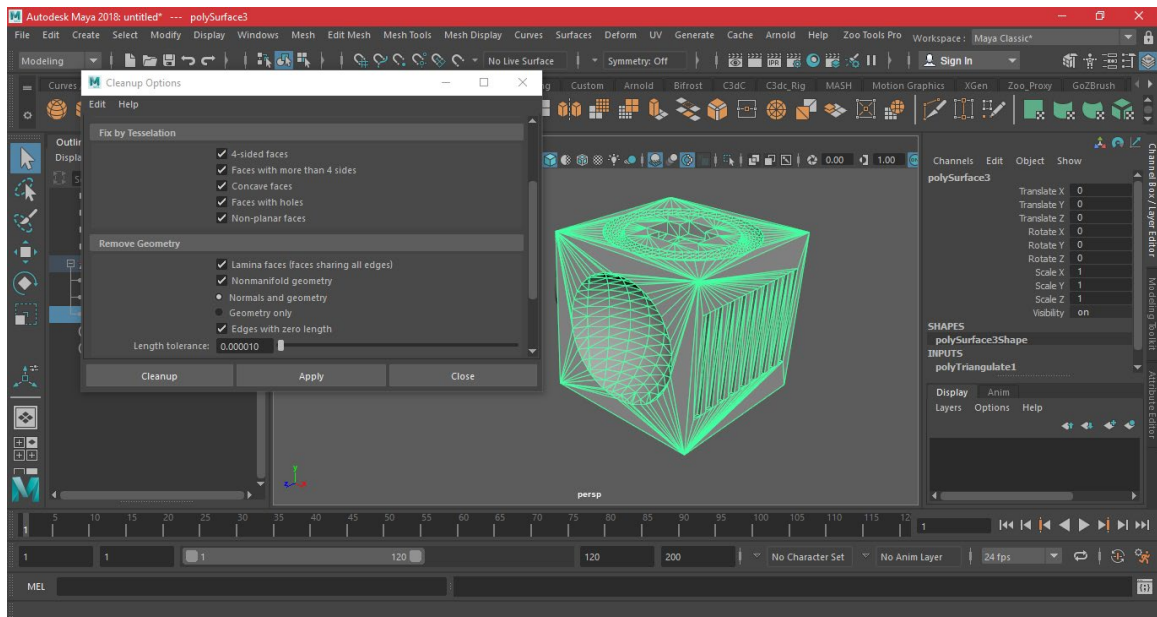 Autodesk Maya 2018: untitled* --- polySurface3
File Edit Create Select Modify Display Windows Mesh Edit Mesh Mesh Tools Mesh Display Curves Surfaces Deform UV Generate Cache Arnold Help Zoo Tools Pro Workspace: Maya Classic*
Modeling No Live Surface Symmetry: Off Sign In
Curves Custom Arnold Bifrost C3dC C3dc_Rig MASH Motion Graphics XGen Zoo_Proxy GoZBrush
Cleanup Options
Edit Help
Fix by Tesselation
4-sided faces
Faces with more than 4 sides
Concave faces
Faces with holes
Non-planar faces
Remove Geometry
Lamina faces (faces sharing all edges)
Nonmanifold geometry
Normals and geometry
Geometry only
Edges with zero length
Length tolerance: 0.000010
Cleanup Apply Close
Outlin
Displa
0.00 1.00
persp
Channels Edit Object Show
polySurface3
Translate X 0
Translate Y 0
Translate Z 0
Rotate X 0
Rotate Y 0
Rotate Z 0
Scale X 1
Scale Y 1
Scale Z 1
Visibility on
SHAPES
polySurface3Shape
INPUTS
polyTriangulate1
Display Anim
Layers Options Help
Channel Box / Layer Editor
Modeling Toolkit
Attribute Editor
5 10 15 20 25 30 35 40 45 50 55 60 65 70 75 80 85 90 95 100 105 110 115 12
1 1
1 1 1 120 120 200 No Character Set No Anim Layer 24 fps
MEL